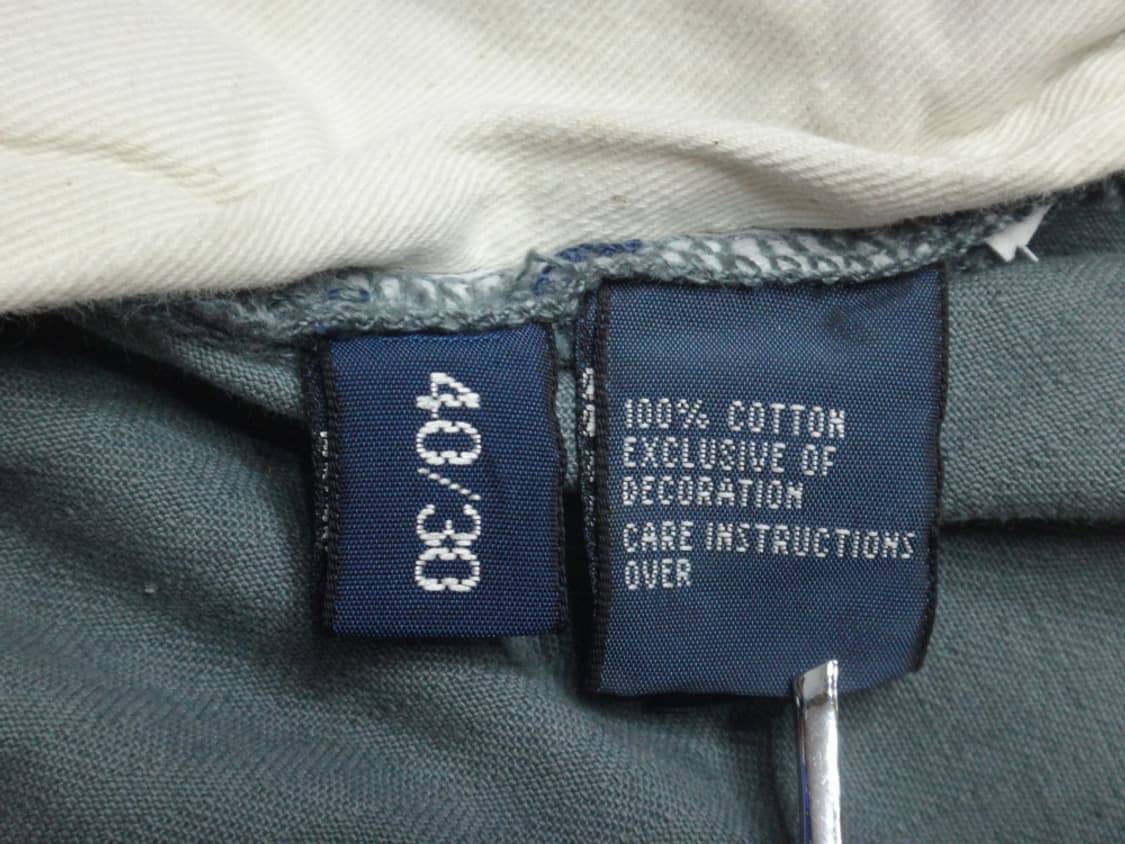 40/30
100% COTTON
EXCLUSIVE OF
DECORATION
CARE INSTRUCTIONS
OVER